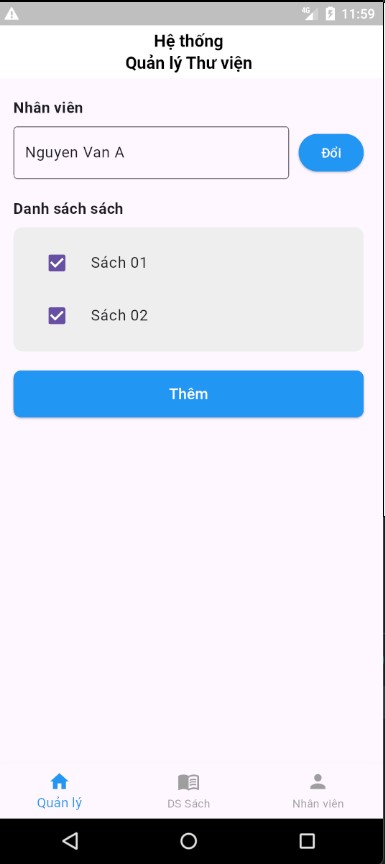 4G 11:59
Hệ thống
Quản lý Thư viện
Nhân viên
Nguyen Van A
Đổi
Danh sách sách
Sách 01
Sách 02
Thêm
Quản lý
DS Sách
Nhân viên